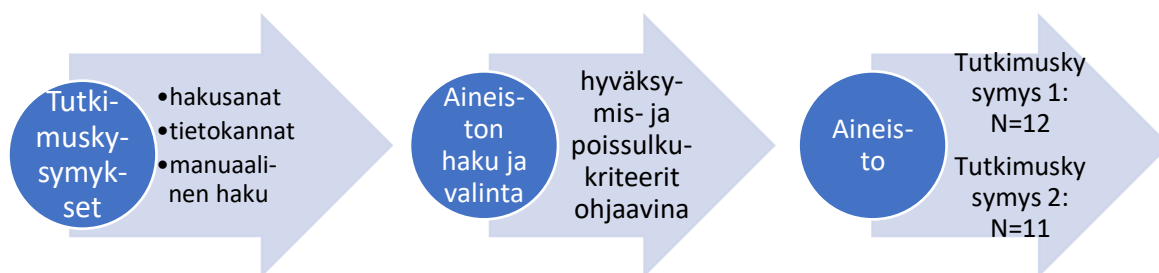 Tutki-
musky-
symyk-
set
•hakusanat
•tietokannat
•manuaali-
nen haku
Aineis-
ton
haku ja
valinta
hyväksy-
mis- ja
poissulku-
kriteerit
ohjaavina
Aineis-
to
Tutkimusky
symys 1:
N=12
Tutkimusky
symys 2:
N=11